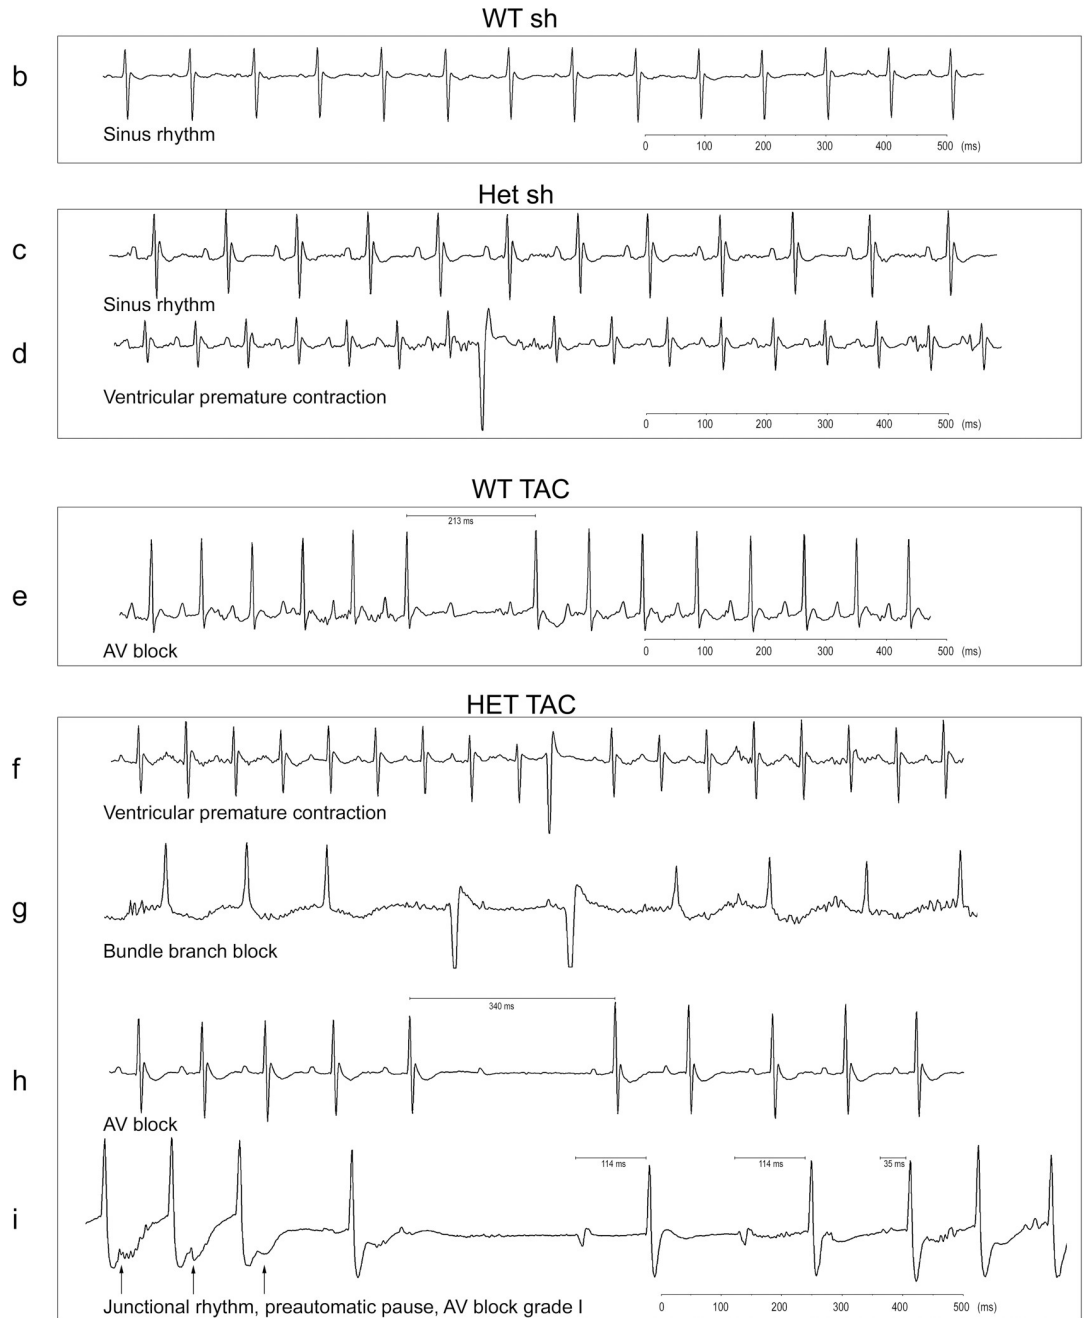 WT sh
b
Sinus rhythm
0 100 200 300 400 500 (ms)
Het sh
c
Sinus rhythm
d
Ventricular premature contraction
0 100 200 300 400 500 (ms)
WT TAC
213 ms
e
0 100 200 300 400 500 (ms)
AV block
HET TAC
f
Ventricular premature contraction
g
Bundle branch block
340 ms
h
AV block
114 ms 114 ms 35 ms
i
Junctional rhythm, preautomatic pause, AV block grade I
0 100 200 300 400 500 (ms)